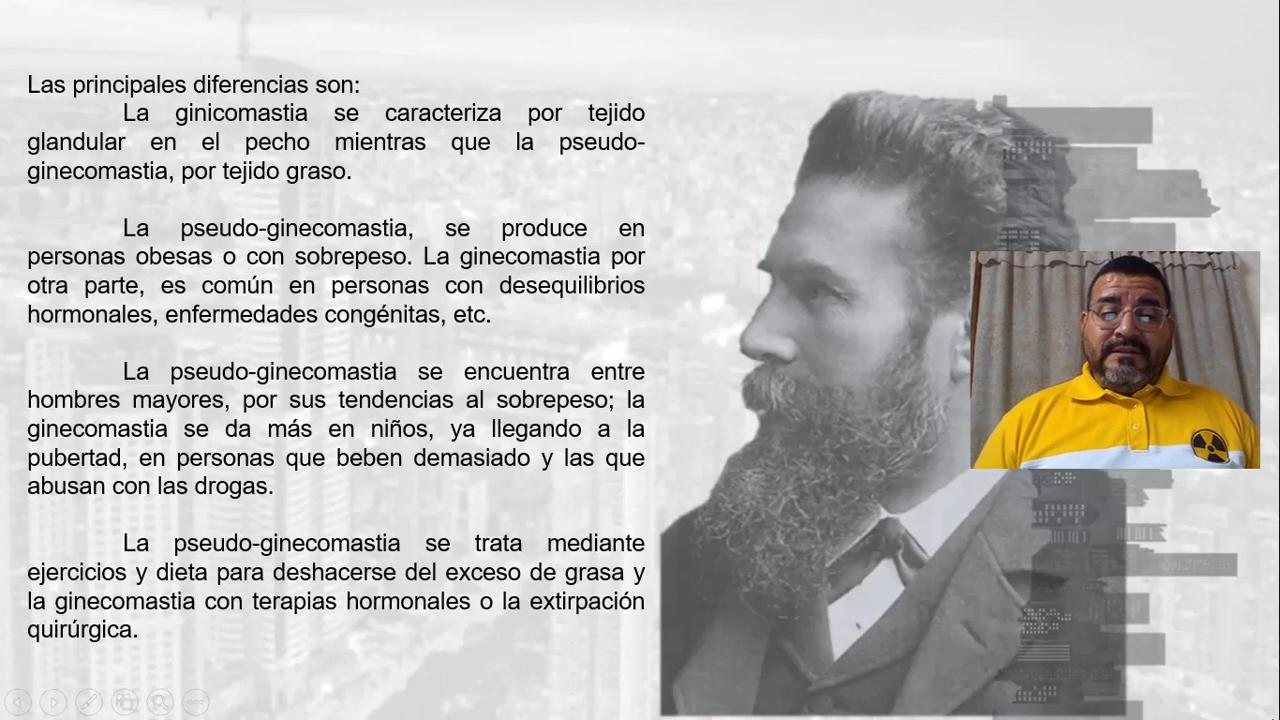 Las principales diferencias son:
La ginicomastia se caracteriza por tejido
glandular en el pecho mientras que la pseudo-
ginecomastia, por tejido graso.
La pseudo-ginecomastia, se produce en
personas obesas o con sobrepeso. La ginecomastia por
otra parte, es común en personas con desequilibrios
hormonales, enfermedades congénitas, etc.
La pseudo-ginecomastia se encuentra entre
hombres mayores, por sus tendencias al sobrepeso; la
ginecomastia se da más en niños, ya llegando a la
pubertad, en personas que beben demasiado y las que
abusan con las drogas.
La pseudo-ginecomastia se trata mediante
ejercicios y dieta para deshacerse del exceso de grasa y
la ginecomastia con terapias hormonales o la extirpación
quirúrgica.